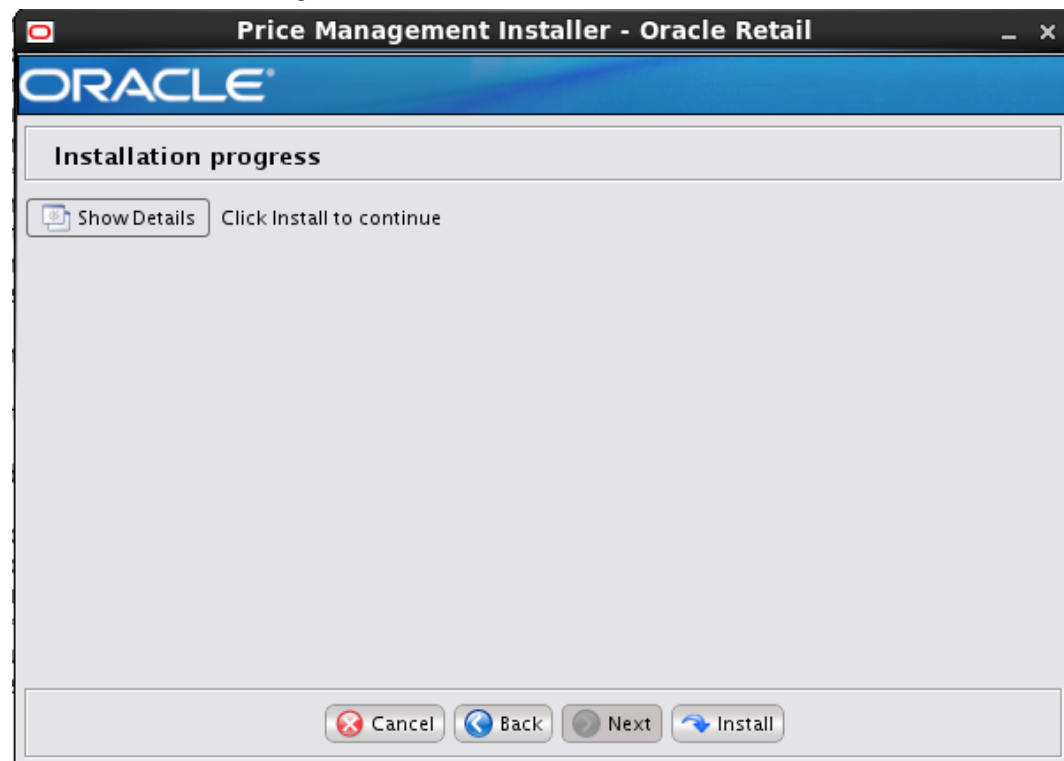 Price Management Installer - Oracle Retail
ORACLE®
Installation progress
Show Details Click Install to continue
Cancel Back Next Install